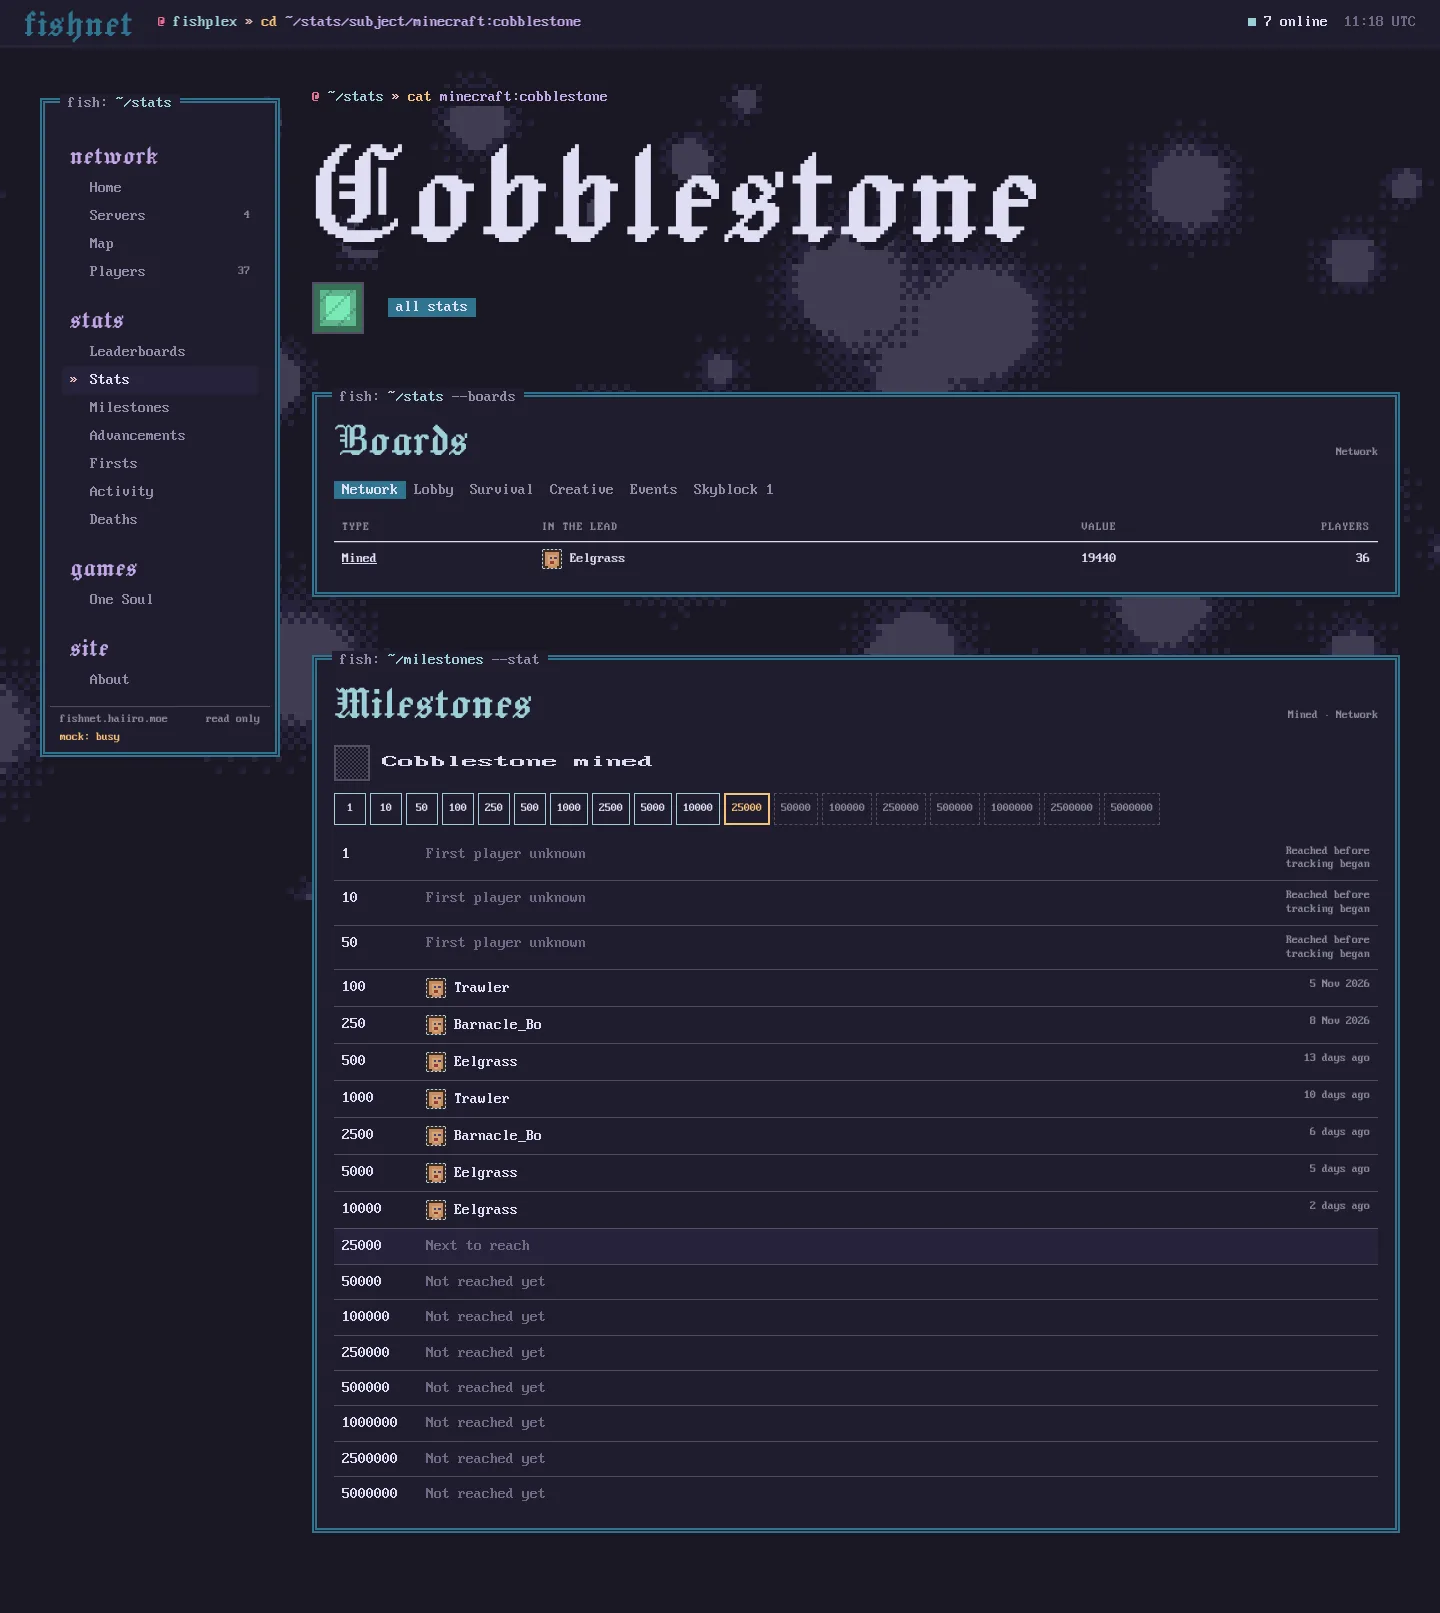 fishnet
@ fishplex » cd ~/stats/subject/minecraft:cobblestone
7 online 11:18 UTC
fish: ~/stats
network
Home
Servers 4
Map
Players 37
stats
Leaderboards
» Stats
Milestones
Advancements
Firsts
Activity
Deaths
games
One Soul
site
About
fishnet.haiiro.moe read only
mock: busy
@ ~/stats » cat minecraft:cobblestone
Cobblestone
all stats
fish: ~/stats --boards
Boards
Network
Network Lobby Survival Creative Events Skyblock 1
TYPE IN THE LEAD VALUE PLAYERS
Mined Eelgrass 19440 36
fish: ~/milestones --stat
Milestones
Mined · Network
Cobblestone mined
1 10 50 100 250 500 1000 2500 5000 10000 25000 50000 100000 250000 500000 1000000 2500000 5000000
1 First player unknown Reached before
tracking began
10 First player unknown Reached before
tracking began
50 First player unknown Reached before
tracking began
100 Trawler 5 Nov 2026
250 Barnacle_Bo 8 Nov 2026
500 Eelgrass 13 days ago
1000 Trawler 10 days ago
2500 Barnacle_Bo 6 days ago
5000 Eelgrass 5 days ago
10000 Eelgrass 2 days ago
25000 Next to reach
50000 Not reached yet
100000 Not reached yet
250000 Not reached yet
500000 Not reached yet
1000000 Not reached yet
2500000 Not reached yet
5000000 Not reached yet